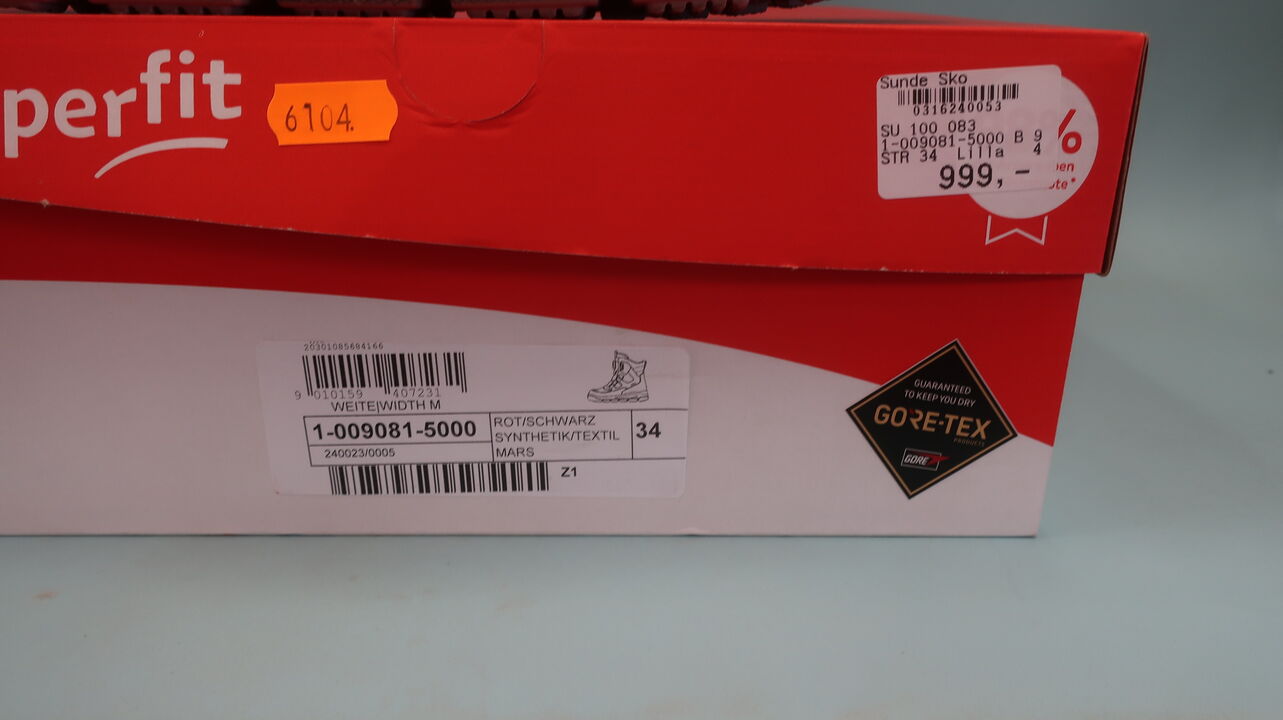 perfit
6104.
Sunde Sko
0316240053
SU 100 083
1-009081-5000 B 9
STR 34 Lilla 4
999,-
%
20301085684166
9 010159 407231
WEITE|WIDTH M
1-009081-5000
ROT/SCHWARZ
SYNTHETIK/TEXTIL
MARS
34
240023/0005
Z1
GUARANTEED
TO KEEP YOU DRY
GORE-TEX
PRODUCTS
GORE